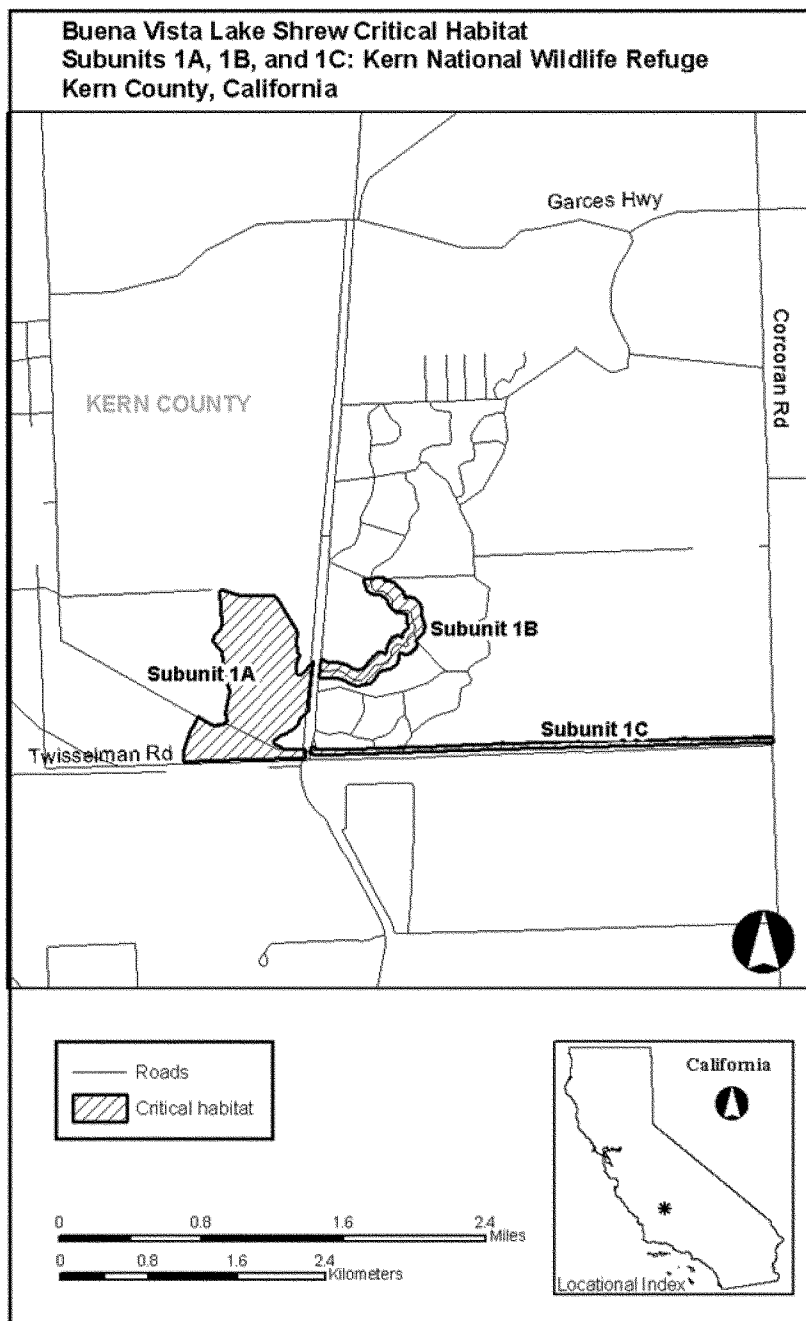 Buena Vista Lake Shrew Critical Habitat
Subunits 1A, 1B, and 1C: Kern National Wildlife Refuge
Kern County, California
Garces Hwy
Corcoran Rd
KERN COUNTY
Subunit 1B
Subunit 1A
Subunit 1C
Twisselman Rd
Roads
Critical habitat
California
0 0.8 1.6 2.4 Miles
0 0.8 1.6 2.4 Kilometers
Locational Index